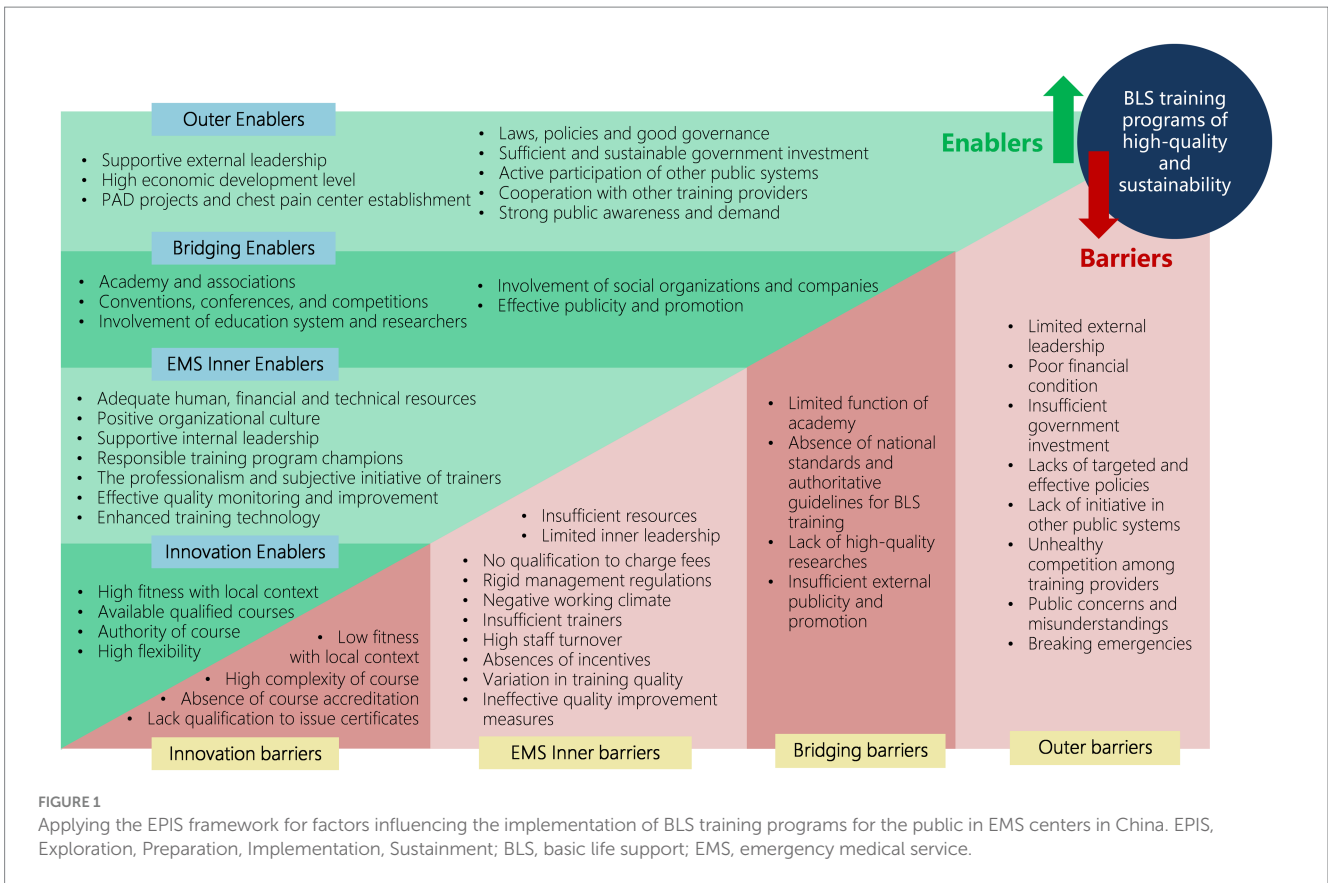 Outer Enablers
• Supportive external leadership
• High economic development level
• PAD projects and chest pain center establishment
• Laws, policies and good governance
• Sufficient and sustainable government investment
• Active participation of other public systems
• Cooperation with other training providers
• Strong public awareness and demand
Enablers
BLS training
programs of
high-quality
and
sustainability
Barriers
Bridging Enablers
• Academy and associations
• Conventions, conferences, and competitions
• Involvement of education system and researchers
• Involvement of social organizations and companies
• Effective publicity and promotion
EMS Inner Enablers
• Adequate human, financial and technical resources
• Positive organizational culture
• Supportive internal leadership
• Responsible training program champions
• The professionalism and subjective initiative of trainers
• Effective quality monitoring and improvement
• Enhanced training technology
Innovation Enablers
• High fitness with local context
• Available qualified courses
• Authority of course
• High flexibility
• Low fitness
with local context
• High complexity of course
• Absence of course accreditation
• Lack qualification to issue certificates
Innovation barriers
• Insufficient resources
• Limited inner leadership
• No qualification to charge fees
• Rigid management regulations
• Negative working climate
• Insufficient trainers
• High staff turnover
• Absences of incentives
• Variation in training quality
• Ineffective quality improvement
measures
EMS Inner barriers
• Limited function of
academy
• Absence of national
standards and
authoritative
guidelines for BLS
training
• Lack of high-quality
researches
• Insufficient external
publicity and
promotion
Bridging barriers
• Limited external
leadership
• Poor financial
condition
• Insufficient
government
investment
• Lacks of targeted and
effective policies
• Lack of initiative in
other public systems
• Unhealthy
competition among
training providers
• Public concerns and
misunderstandings
• Breaking emergencies
Outer barriers
FIGURE 1
Applying the EPIS framework for factors influencing the implementation of BLS training programs for the public in EMS centers in China. EPIS,
Exploration, Preparation, Implementation, Sustainment; BLS, basic life support; EMS, emergency medical service.